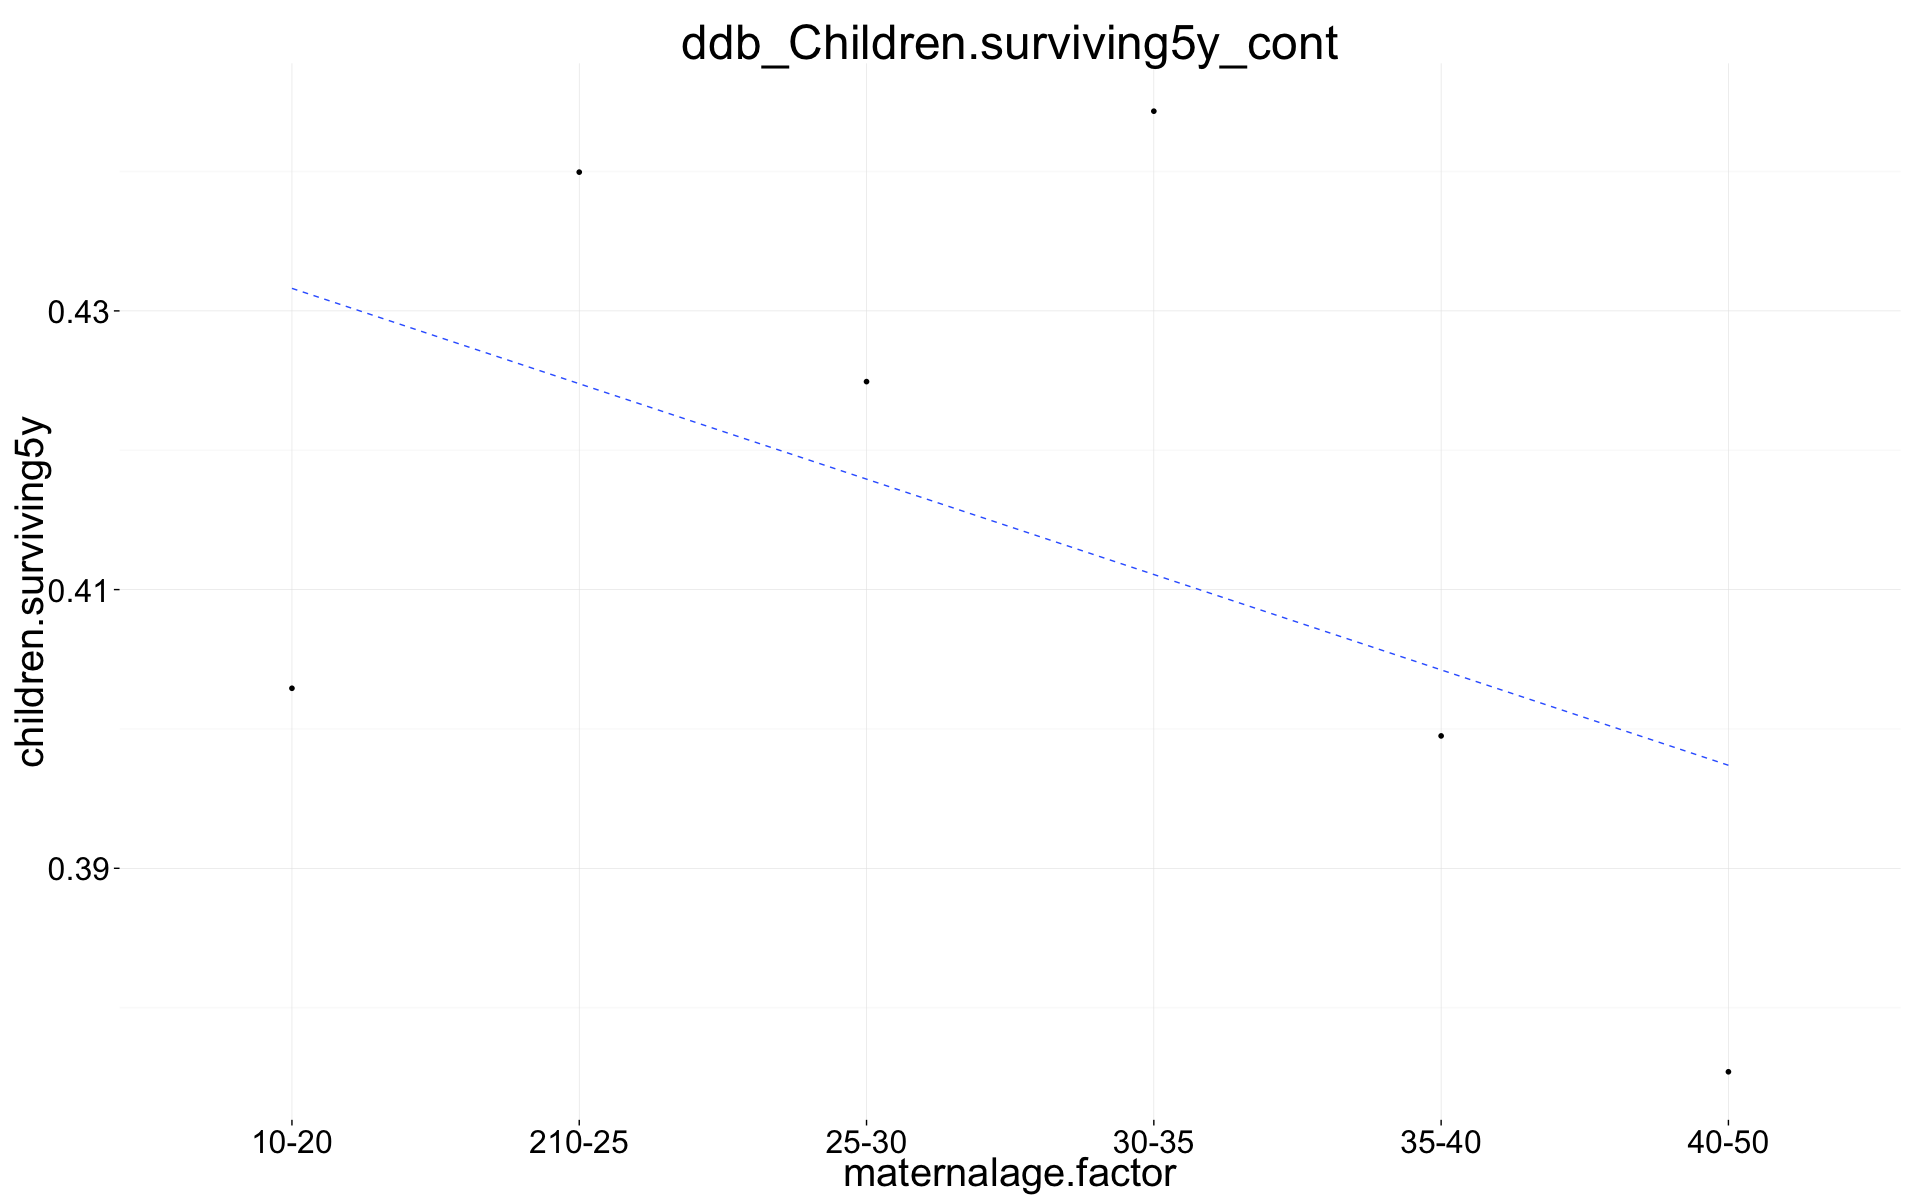 ddb_Children.surviving5y_cont
children.surviving5y
0.43
0.41
0.39
10-20 210-25 25-30 30-35 35-40 40-50
maternalage.factor